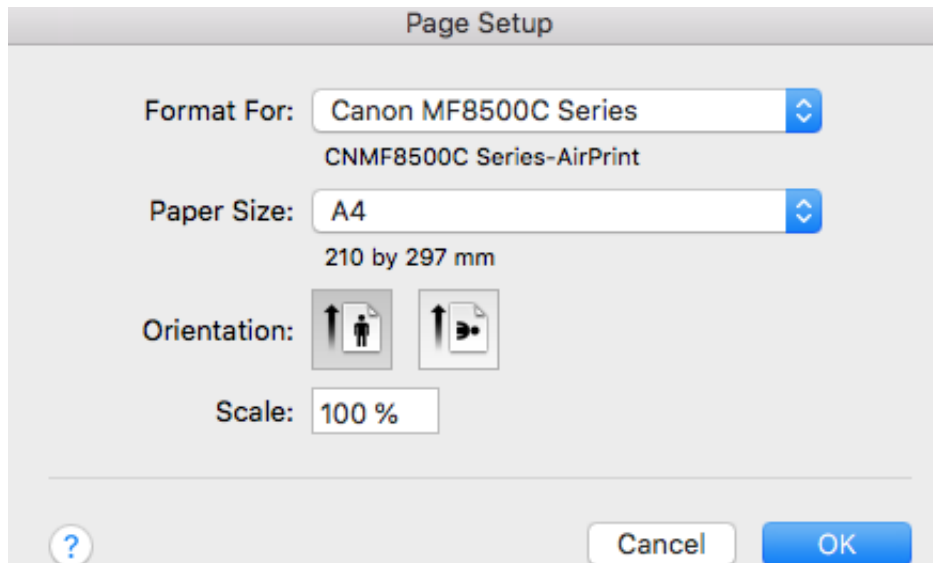 Page Setup
Format For: Canon MF8500C Series
CNMF8500C Series-AirPrint
Paper Size: A4
210 by 297 mm
Orientation:
Scale: 100 %
?
Cancel OK